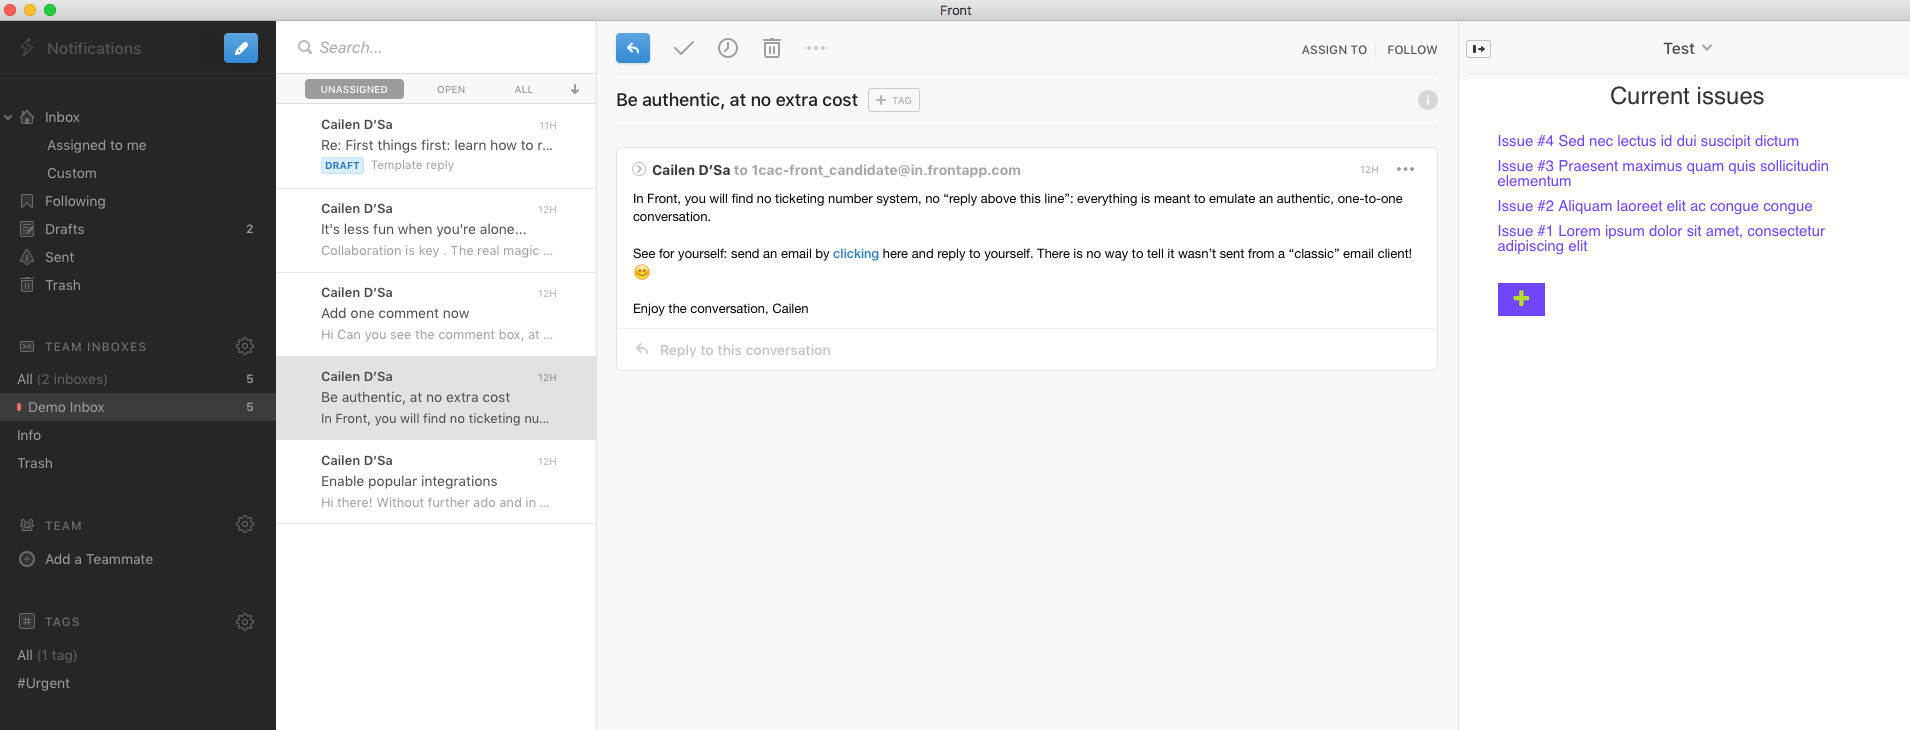 Front
Notifications
Inbox
Assigned to me
Custom
Following
Drafts 2
Sent
Trash
TEAM INBOXES
All (2 inboxes) 5
Demo Inbox 5
Info
Trash
TEAM
Add a Teammate
TAGS
All (1 tag)
#Urgent
Search...
UNASSIGNED OPEN ALL
Cailen D’Sa 11H
Re: First things first: learn how to r...
DRAFT Template reply
Cailen D’Sa 12H
It's less fun when you're alone...
Collaboration is key . The real magic ...
Cailen D’Sa 12H
Add one comment now
Hi Can you see the comment box, at ...
Cailen D’Sa 12H
Be authentic, at no extra cost
In Front, you will find no ticketing nu...
Cailen D’Sa 12H
Enable popular integrations
Hi there! Without further ado and in ...
ASSIGN TO FOLLOW
Be authentic, at no extra cost + TAG
Cailen D’Sa to 1cac-front_candidate@in.frontapp.com 12H
In Front, you will find no ticketing number system, no “reply above this line”: everything is meant to emulate an authentic, one-to-one
conversation.
See for yourself: send an email by clicking here and reply to yourself. There is no way to tell it wasn’t sent from a “classic” email client!
😊
Enjoy the conversation, Cailen
Reply to this conversation
Test
Current issues
Issue #4 Sed nec lectus id dui suscipit dictum
Issue #3 Praesent maximus quam quis sollicitudin
elementum
Issue #2 Aliquam laoreet elit ac congue congue
Issue #1 Lorem ipsum dolor sit amet, consectetur
adipiscing elit